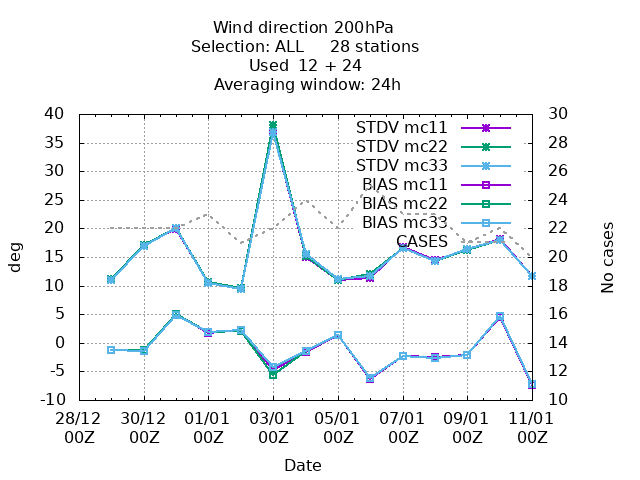 Wind direction 200hPa
Selection: ALL 28 stations
Used 12 + 24
Averaging window: 24h
40 30
STDV mc11
35 28
STDV mc22
30 26
STDV mc33
25 24
BIAS mc11
20 22
BIAS mc22
15 20
BIAS mc33
10 18
CASES
5 16
0 14
-5 12
-10 10
deg
No cases
28/12 30/12 01/01 03/01 05/01 07/01 09/01 11/01
00Z 00Z 00Z 00Z 00Z 00Z 00Z 00Z
Date